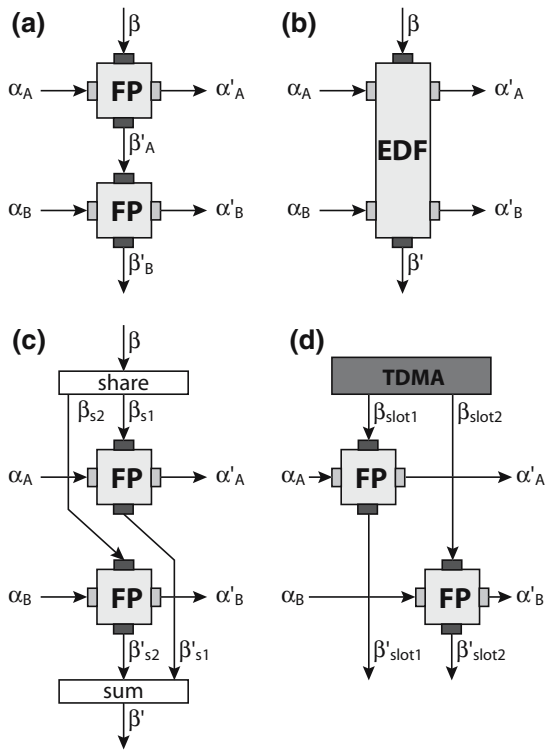 (a) β (b) β
α_A FP α'_A α_A α'_A
β'_A EDF
α_B FP α'_B α_B α'_B
β'_B β'
(c) β (d)
share TDMA
β_s2 β_s1 β_slot1 β_slot2
α_A FP α'_A α_A FP α'_A
α_B FP α'_B α_B FP α'_B
β'_s2 β'_s1 β'_slot1 β'_slot2
sum
β'